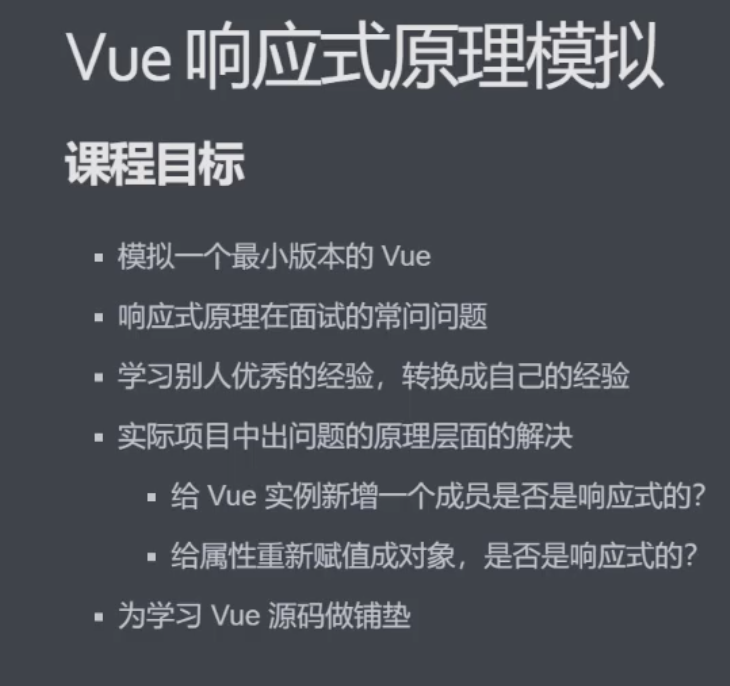 Vue 响应式原理模拟
课程目标
模拟一个最小版本的 Vue
响应式原理在面试的常问问题
学习别人优秀的经验，转换成自己的经验
实际项目中出问题的原理层面的解决
给 Vue 实例新增一个成员是否是响应式的？
给属性重新赋值成对象，是否是响应式的？
为学习 Vue 源码做铺垫